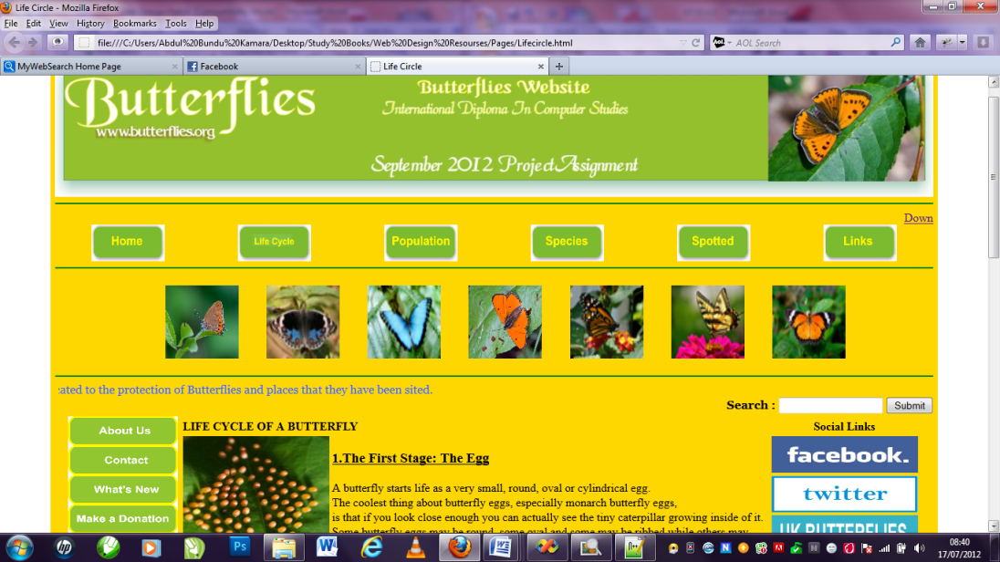 Life Circle - Mozilla Firefox
File Edit View History Bookmarks Tools Help
file:///C:/Users/Abdul%20Bundu%20Kamara/Desktop/Study%20Books/Web%20Design%20Resourses/Pages/Lifecircle.html
AOL Search
MyWebSearch Home Page
Facebook
Life Circle
Butterflies
www.butterflies.org
Butterflies Website
International Diploma In Computer Studies
September 2012 Project Assignment
Down
Home
Life Cycle
Population
Species
Spotted
Links
cated to the protection of Butterflies and places that they have been sited.
Search :
Submit
About Us
Contact
What's New
Make a Donation
LIFE CYCLE OF A BUTTERFLY
1.The First Stage: The Egg
A butterfly starts life as a very small, round, oval or cylindrical egg.
The coolest thing about butterfly eggs, especially monarch butterfly eggs,
is that if you look close enough you can actually see the tiny caterpillar growing inside of it.
Some butterfly eggs may be round, some oval and some may be ribbed while others may
Social Links
facebook.
twitter
UK BUTTERFLIES
08:40
17/07/2012